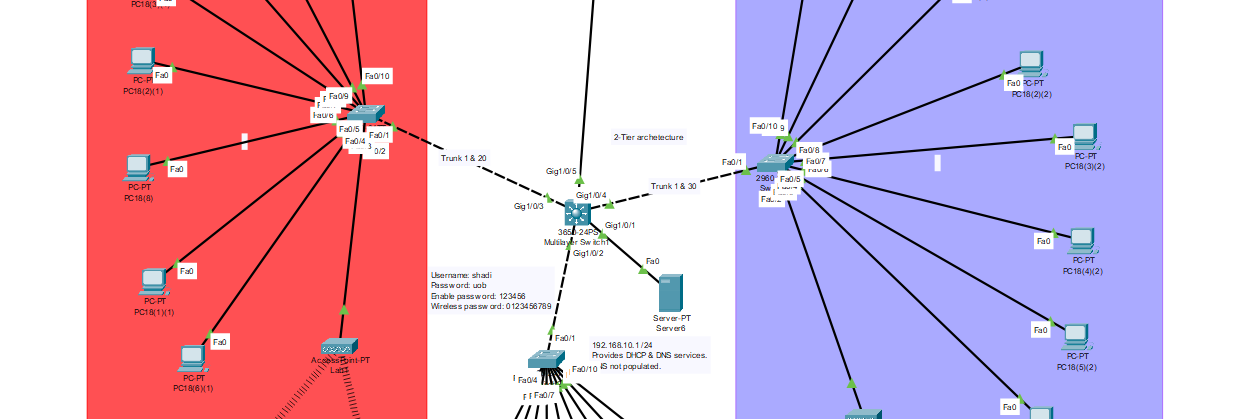 PC18(3)(1)
Fa0
PC-PT
PC18(2)(1)
Fa0/10
Fa0/9
Fa0/6
Fa0/5
Fa0/1
Fa0/4
0/2
Trunk 1 & 20
Fa0
PC-PT
PC18(8)
Fa0
PC-PT
PC18(1)(1)
Fa0
PC-PT
PC18(6)(1)
AccessPoint-PT
2-Tier archetecture
Gig1/0/5
Gig1/0/4
Gig1/0/3
Trunk 1 & 30
Gig1/0/1
3650-24PS
Multilayer Switch1
Gig1/0/2
Fa0
Server-PT
Server6
Username: shadi
Password: uob
Enable password: 123456
Wireless password: 0123456789
192.168.10.1/24
Provides DHCP & DNS services.
IS not populated.
Fa0/1
Fa0/10
Fa0/4
Fa0/7
Fa0/1
Fa0/10
9
Fa0/8
Fa0/7
Fa0/5
2960
Fa0/2
Fa0
PC-PT
PC18(2)(2)
Fa0
PC-PT
PC18(3)(2)
Fa0
PC-PT
PC18(4)(2)
Fa0
PC-PT
PC18(5)(2)
Fa0